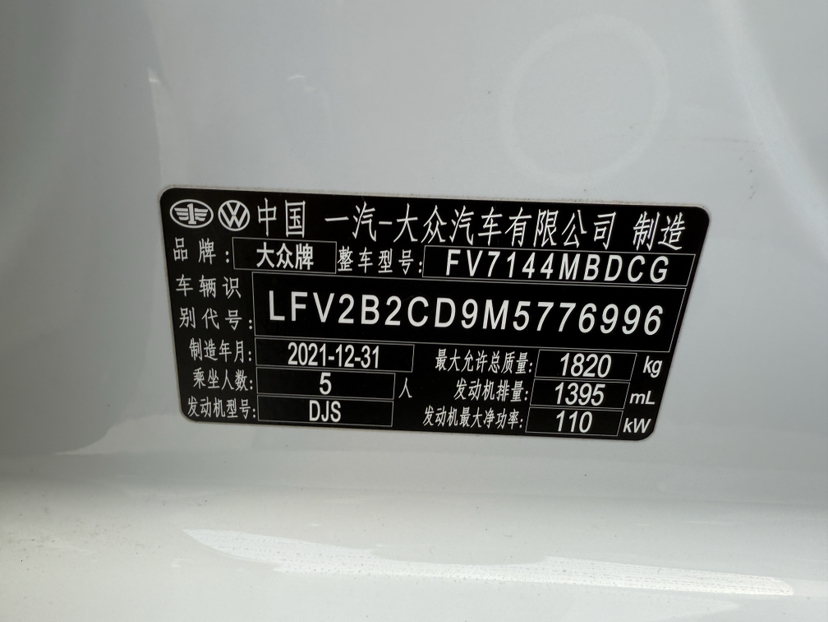 中国 一汽-大众汽车有限公司 制造
品牌: 大众牌 整车型号: FV7144MBDCG
车辆识别代号: LFV2B2CD9M5776996
制造年月: 2021-12-31 最大允许总质量: 1820 kg
乘坐人数: 5 人 发动机排量: 1395 mL
发动机型号: DJS 发动机最大净功率: 110 kW